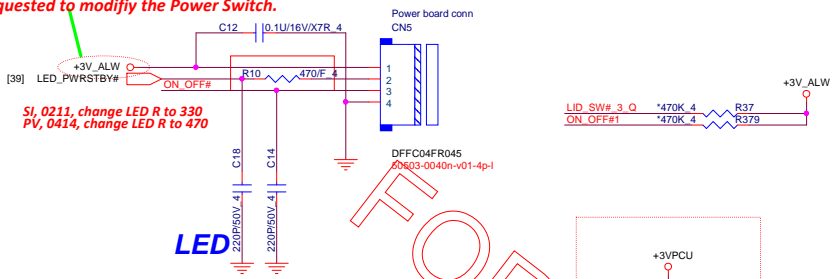 quested to modifiy the Power Switch.
C12
0.1U/16V/X7R_4
Power board conn
CN5
+3V_ALW
[39] LED_PWRSTBY#
ON_OFF#
R10
470/F_4
1
2
3
4
SI, 0211, change LED R to 330
PV, 0414, change LED R to 470
+3V_ALW
LID_SW#_3_Q
*470K_4
R37
ON_OFF#1
*470K_4
R379
DFFC04FR045
50503-0040n-v01-4p-l
C18
220P/50V_4
C14
220P/50V_4
LED
FOR
+3VPCU